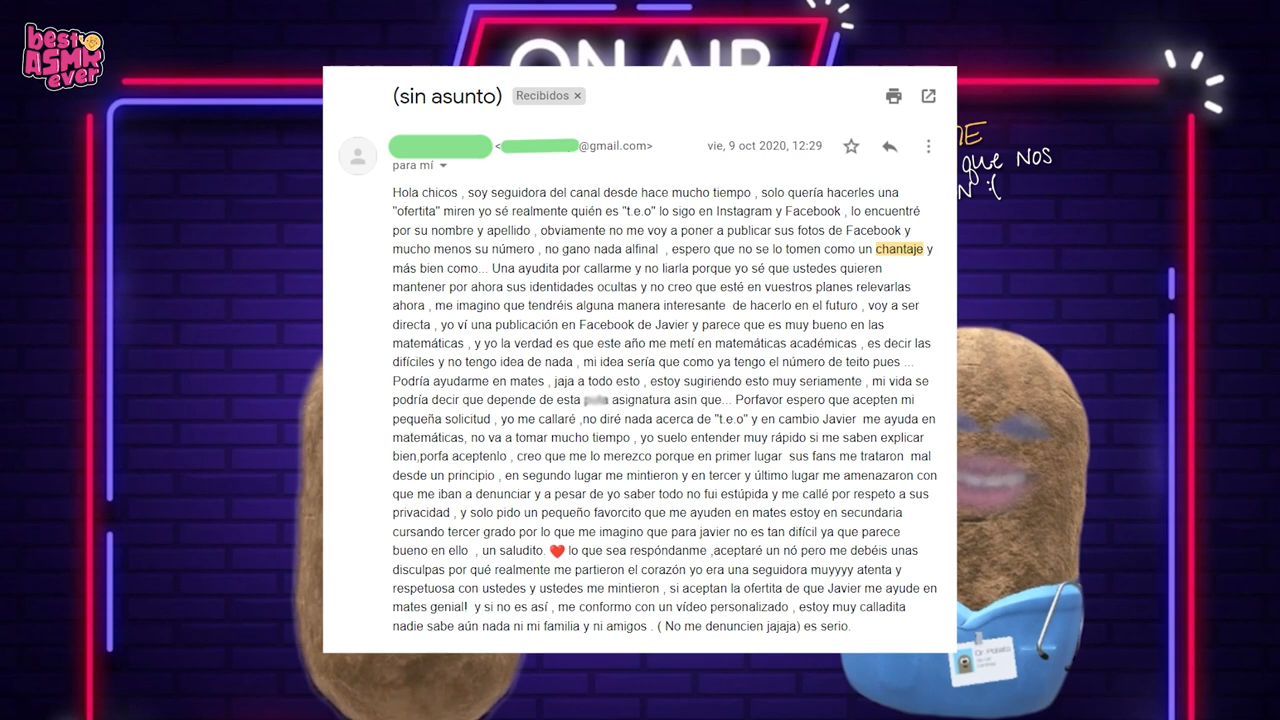 best
ASMR
ever
ON AIR
ME
que NOS
N :(
(sin asunto) Recibidos ×
< @gmail.com> vie, 9 oct 2020, 12:29
para mí
Hola chicos , soy seguidora del canal desde hace mucho tiempo , solo quería hacerles una
"ofertita" miren yo sé realmente quién es "t.e.o" lo sigo en Instagram y Facebook , lo encuentré
por su nombre y apellido , obviamente no me voy a poner a publicar sus fotos de Facebook y
mucho menos su número , no gano nada alfinal , espero que no se lo tomen como un chantaje y
más bien como... Una ayudita por callarme y no liarla porque yo sé que ustedes quieren
mantener por ahora sus identidades ocultas y no creo que esté en vuestros planes relevarlas
ahora , me imagino que tendréis alguna manera interesante de hacerlo en el futuro , voy a ser
directa , yo ví una publicación en Facebook de Javier y parece que es muy bueno en las
matemáticas , y yo la verdad es que este año me metí en matemáticas académicas , es decir las
difíciles y no tengo idea de nada , mi idea sería que como ya tengo el número de teito pues ...
Podría ayudarme en mates , jaja a todo esto , estoy sugiriendo esto muy seriamente , mi vida se
podría decir que depende de esta asignatura asin que... Porfavor espero que acepten mi
pequeña solicitud , yo me callaré ,no diré nada acerca de "t.e.o" y en cambio Javier me ayuda en
matemáticas, no va a tomar mucho tiempo , yo suelo entender muy rápido si me saben explicar
bien,porfa aceptenlo , creo que me lo merezco porque en primer lugar sus fans me trataron mal
desde un principio , en segundo lugar me mintieron y en tercer y último lugar me amenazaron con
que me iban a denunciar y a pesar de yo saber todo no fui estúpida y me callé por respeto a sus
privacidad , y solo pido un pequeño favorcito que me ayuden en mates estoy en secundaria
cursando tercer grado por lo que me imagino que para javier no es tan difícil ya que parece
bueno en ello , un saludito. ❤️ lo que sea respóndanme ,aceptaré un nó pero me debéis unas
disculpas por qué realmente me partieron el corazón yo era una seguidora muyyyy atenta y
respetuosa con ustedes y ustedes me mintieron , si aceptan la ofertita de que Javier me ayude en
mates genial! y si no es así , me conformo con un vídeo personalizado , estoy muy calladita
nadie sabe aún nada ni mi familia y ni amigos . ( No me denuncien jajaja) es serio.